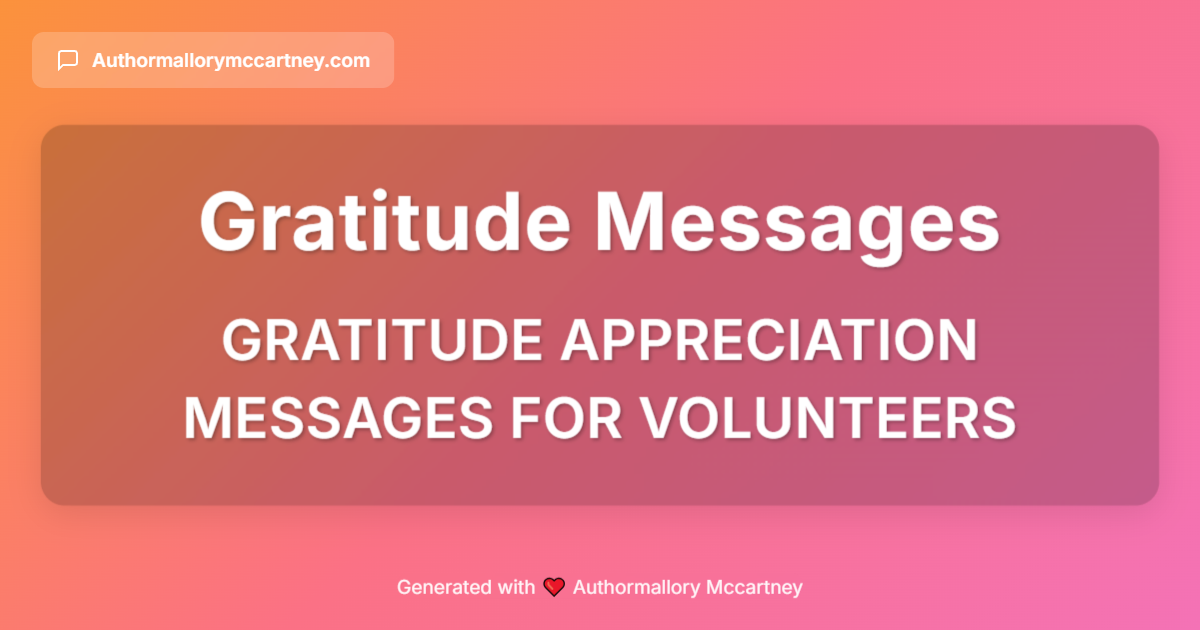 Authormallorymccartney.com
Gratitude Messages
GRATITUDE APPRECIATION
MESSAGES FOR VOLUNTEERS
Generated with ❤️ Authormallory Mccartney